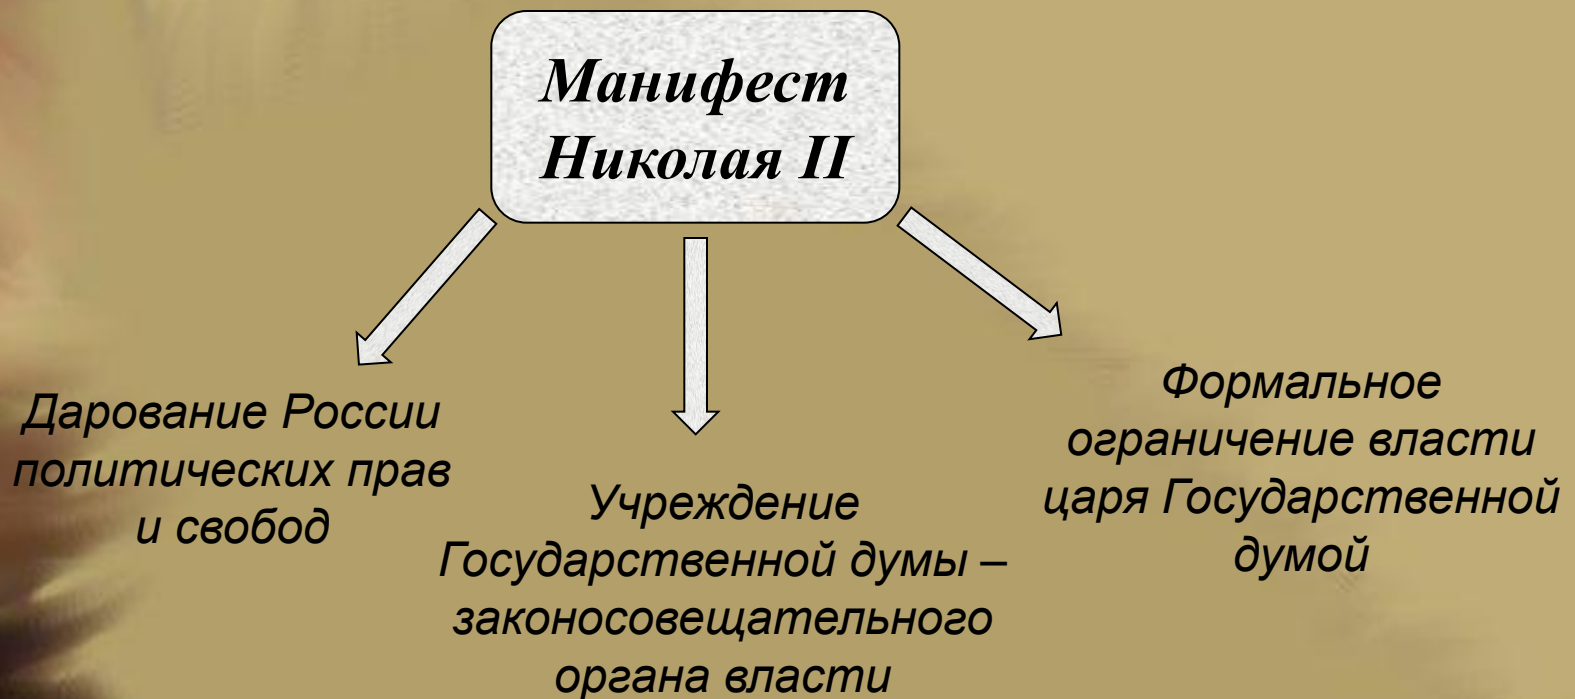 Манифест
Николая II
Дарование России
политических прав
и свобод
Учреждение
Государственной думы –
законосовещательного
органа власти
Формальное
ограничение власти
царя Государственной
думой